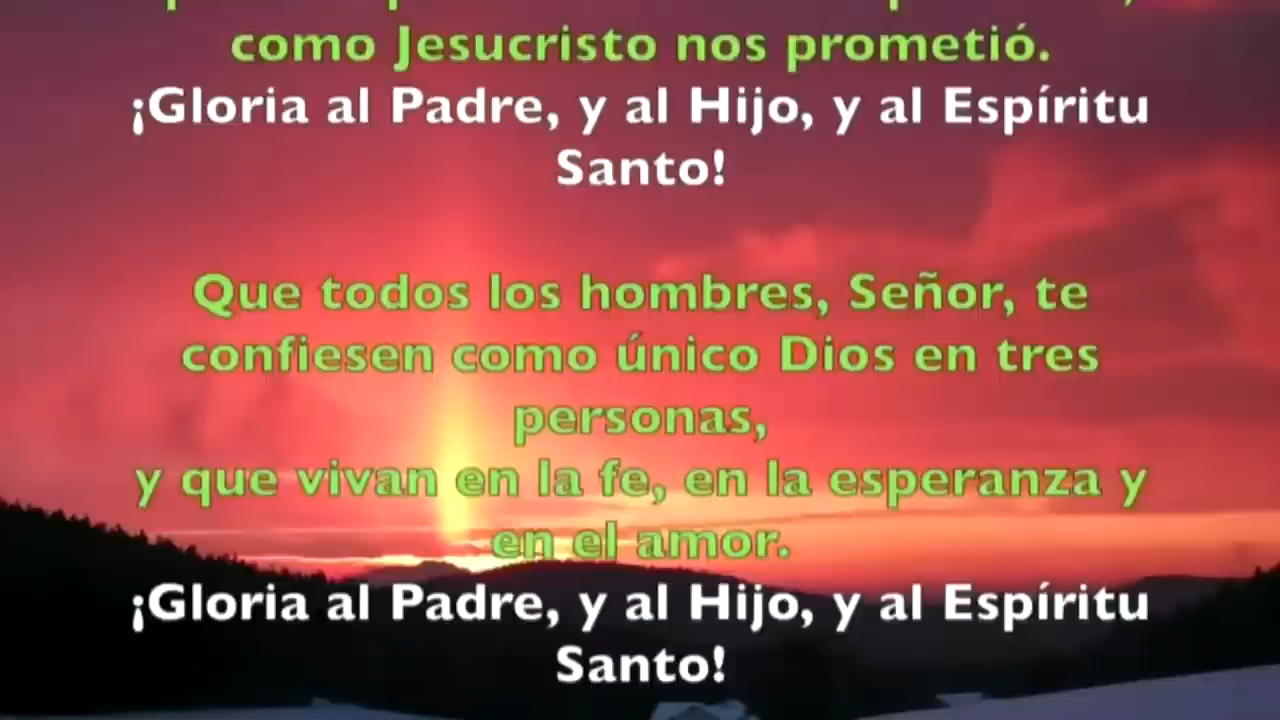 como Jesucristo nos prometió.
¡Gloria al Padre, y al Hijo, y al Espíritu
Santo!
Que todos los hombres, Señor, te
confiesen como único Dios en tres
personas,
y que vivan en la fe, en la esperanza y
en el amor.
¡Gloria al Padre, y al Hijo, y al Espíritu
Santo!